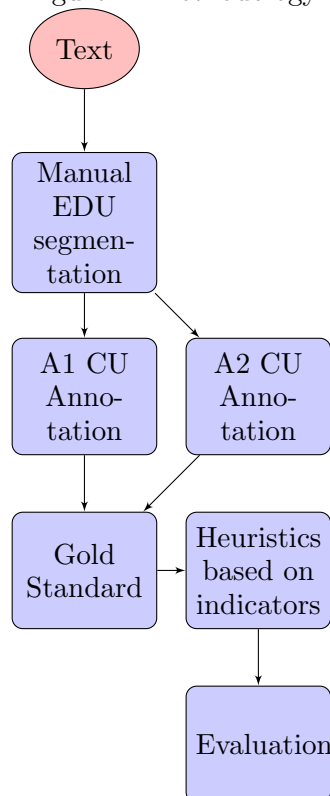 Text
Manual
EDU
segmen-
tation
A1 CU
Anno-
tation
A2 CU
Anno-
tation
Gold
Standard
Heuristics
based on
indicators
Evaluation